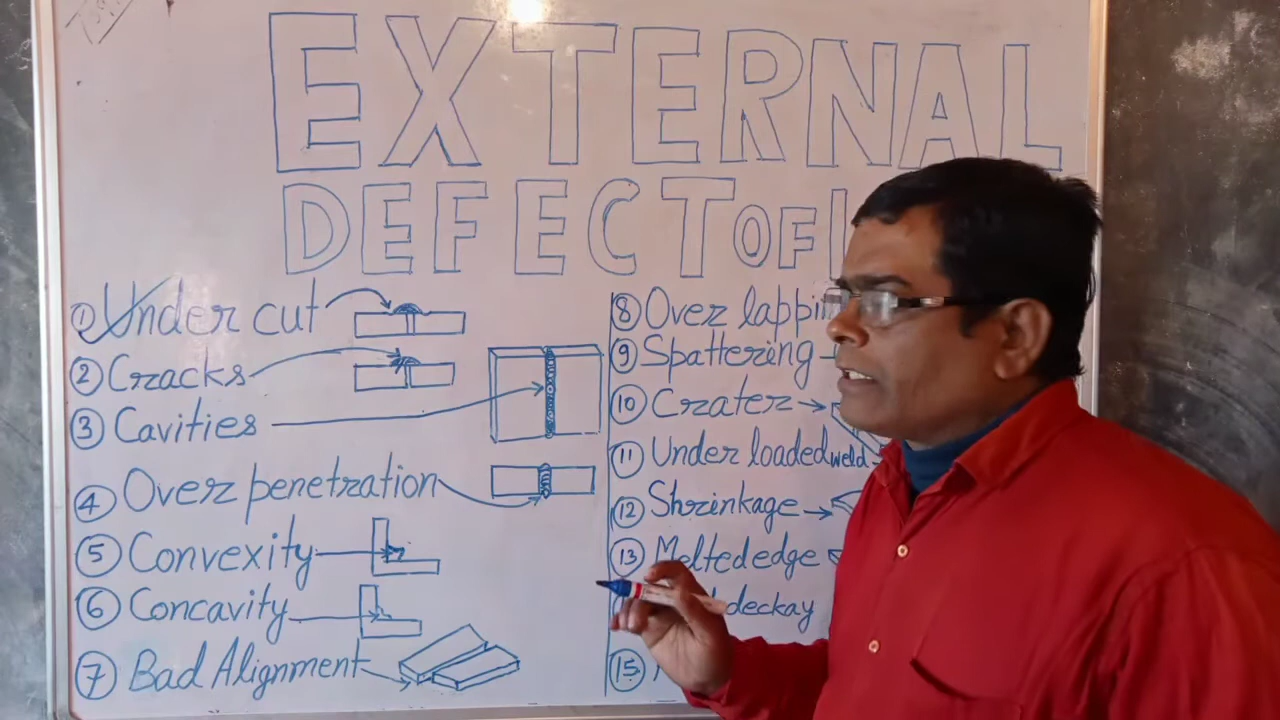 EXTERNAL
DEFECT OF
① Under cut
② Cracks
③ Cavities
④ Over penetration
⑤ Convexity
⑥ Concavity
⑦ Bad Alignment
⑧ Over lappin
⑨ Spattering
⑩ Crater
⑪ Under loaded weld
⑫ Shrinkage
⑬ Melted edge
deckay
⑮